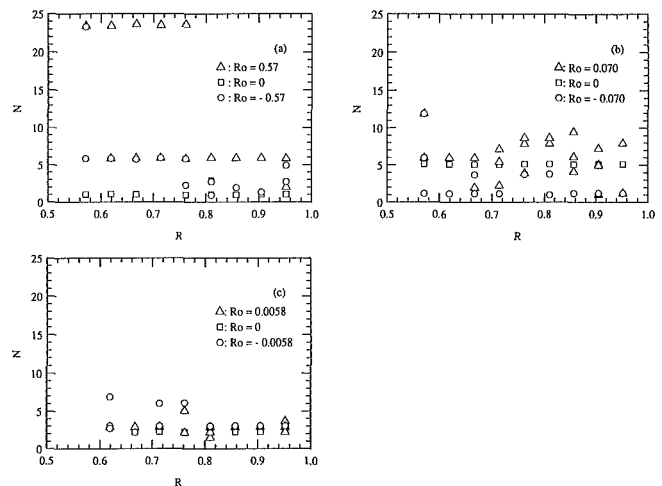 25
20
15
10
5
0
N
(a)
△: Ro = 0.57
□: Ro = 0
○: Ro = - 0.57
0.5 0.6 0.7 0.8 0.9 1.0
R
25
20
15
10
5
0
N
(b)
△: Ro = 0.070
□: Ro = 0
○: Ro = - 0.070
0.5 0.6 0.7 0.8 0.9 1.0
R
25
20
15
10
5
0
N
(c)
△: Ro = 0.0058
□: Ro = 0
○: Ro = - 0.0058
0.5 0.6 0.7 0.8 0.9 1.0
R